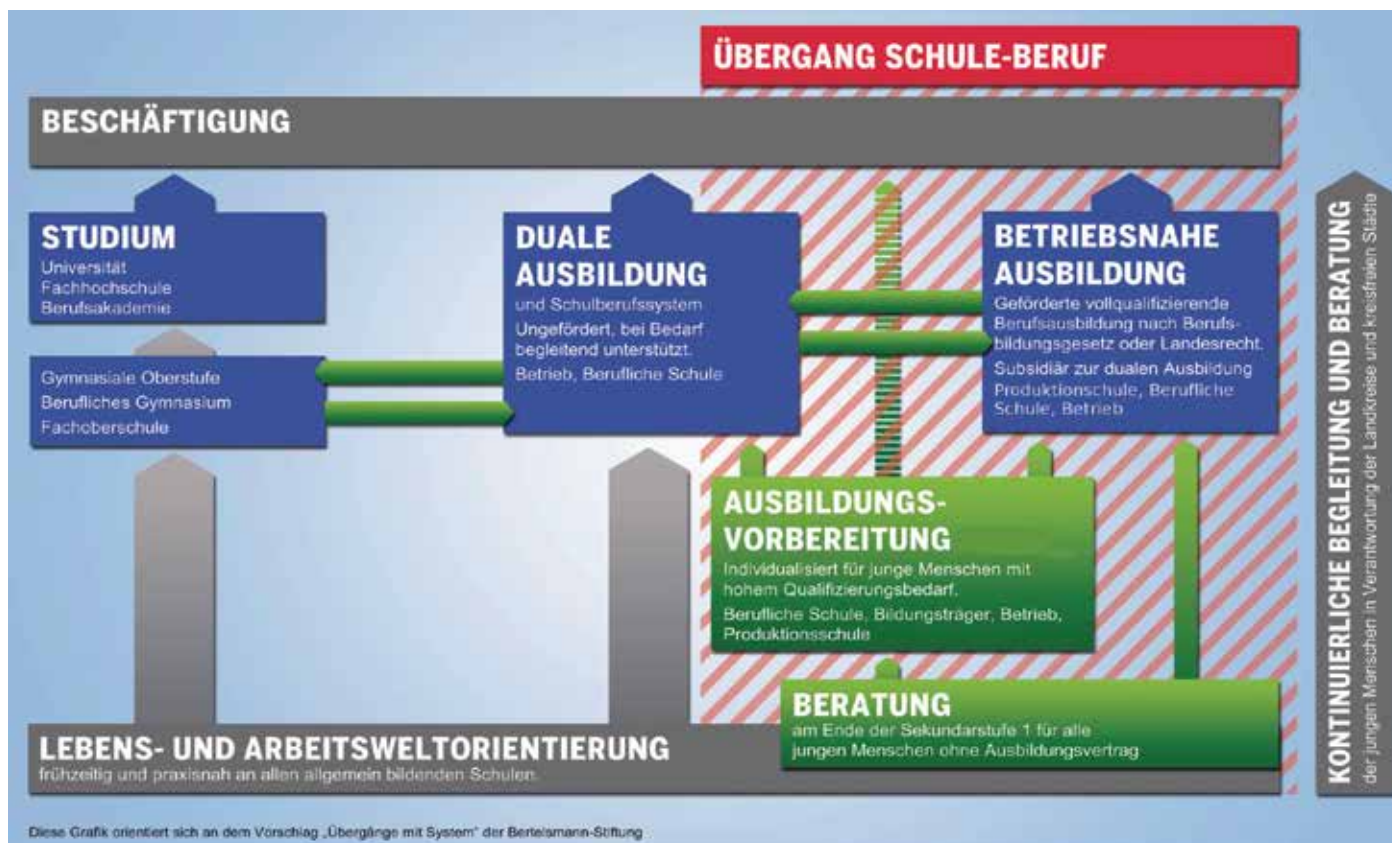 ÜBERGANG SCHULE-BERUF
BESCHÄFTIGUNG
STUDIUM
Universität
Fachhochschule
Berufsakademie
Gymnasiale Oberstufe
Berufliches Gymnasium
Fachoberschule
DUALE
AUSBILDUNG
und Schulberufssystem
Ungefördert, bei Bedarf
begleitend unterstützt.
Betrieb, Berufliche Schule
BETRIEBSNAHE
AUSBILDUNG
Geförderte vollqualifizierende
Berufsausbildung nach Berufs-
bildungsgesetz oder Landesrecht.
Subsidiär zur dualen Ausbildung
Produktionschule, Berufliche
Schule, Betrieb
AUSBILDUNGS-
VORBEREITUNG
Individualisiert für junge Menschen mit
hohem Qualifizierungsbedarf.
Berufliche Schule, Bildungsträger, Betrieb,
Produktionsschule
BERATUNG
am Ende der Sekundarstufe 1 für alle
jungen Menschen ohne Ausbildungsvertrag
LEBENS- UND ARBEITSWELTORIENTIERUNG
frühzeitig und praxisnah an allen allgemein bildenden Schulen.
KONTINUIERLICHE BEGLEITUNG UND BERATUNG
der jungen Menschen in Verantwortung der Landkreise und kreisfreien Städte
Diese Grafik orientiert sich an dem Vorschlag „Übergänge mit System" der Bertelsmann-Stiftung